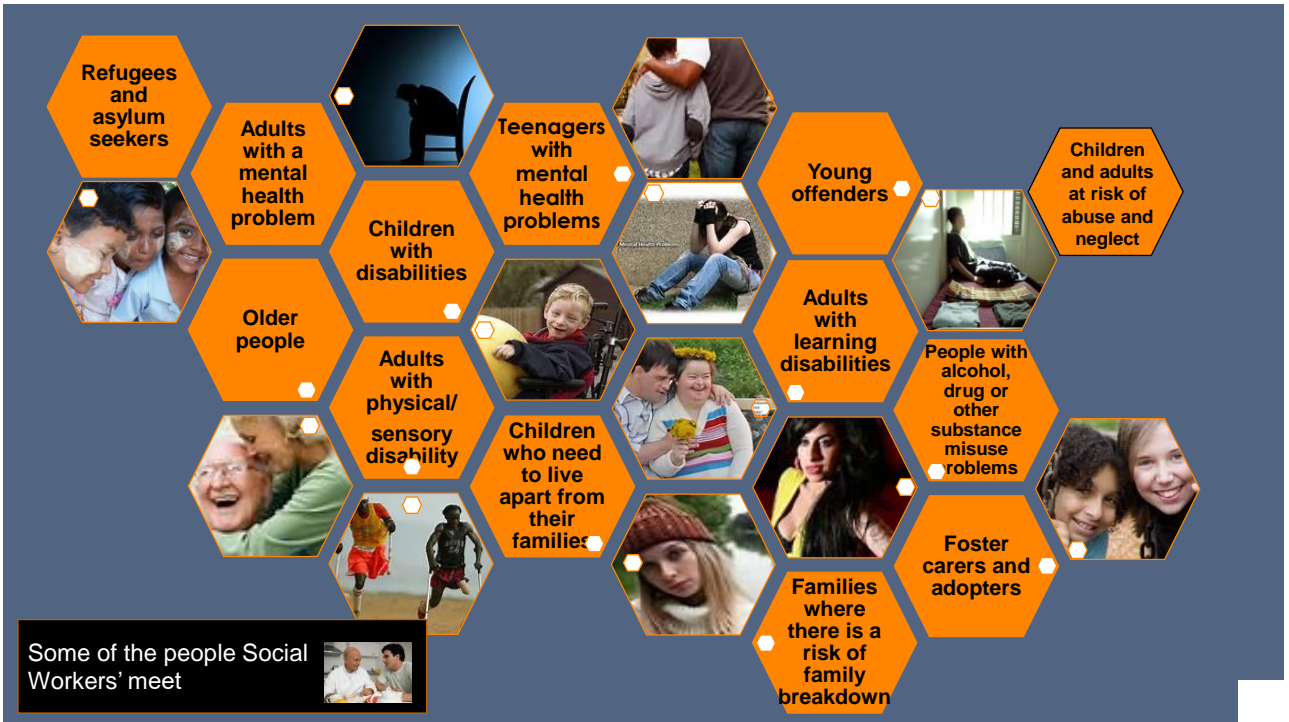 Refugees
and
asylum
seekers
Adults
with a
mental
health
problem
Teenagers
with
mental
health
problems
Young
offenders
Children
and adults
at risk of
abuse and
neglect
Children
with
disabilities
Mental Health Problems
Older
people
Adults
with
learning
disabilities
Adults
with
physical/
sensory
disability
People with
alcohol,
drug or
other
substance
misuse
roblems
Children
who need
to live
apart from
their
families
Foster
carers and
adopters
Families
where
there is a
risk of
family
breakdown
Some of the people Social
Workers’ meet